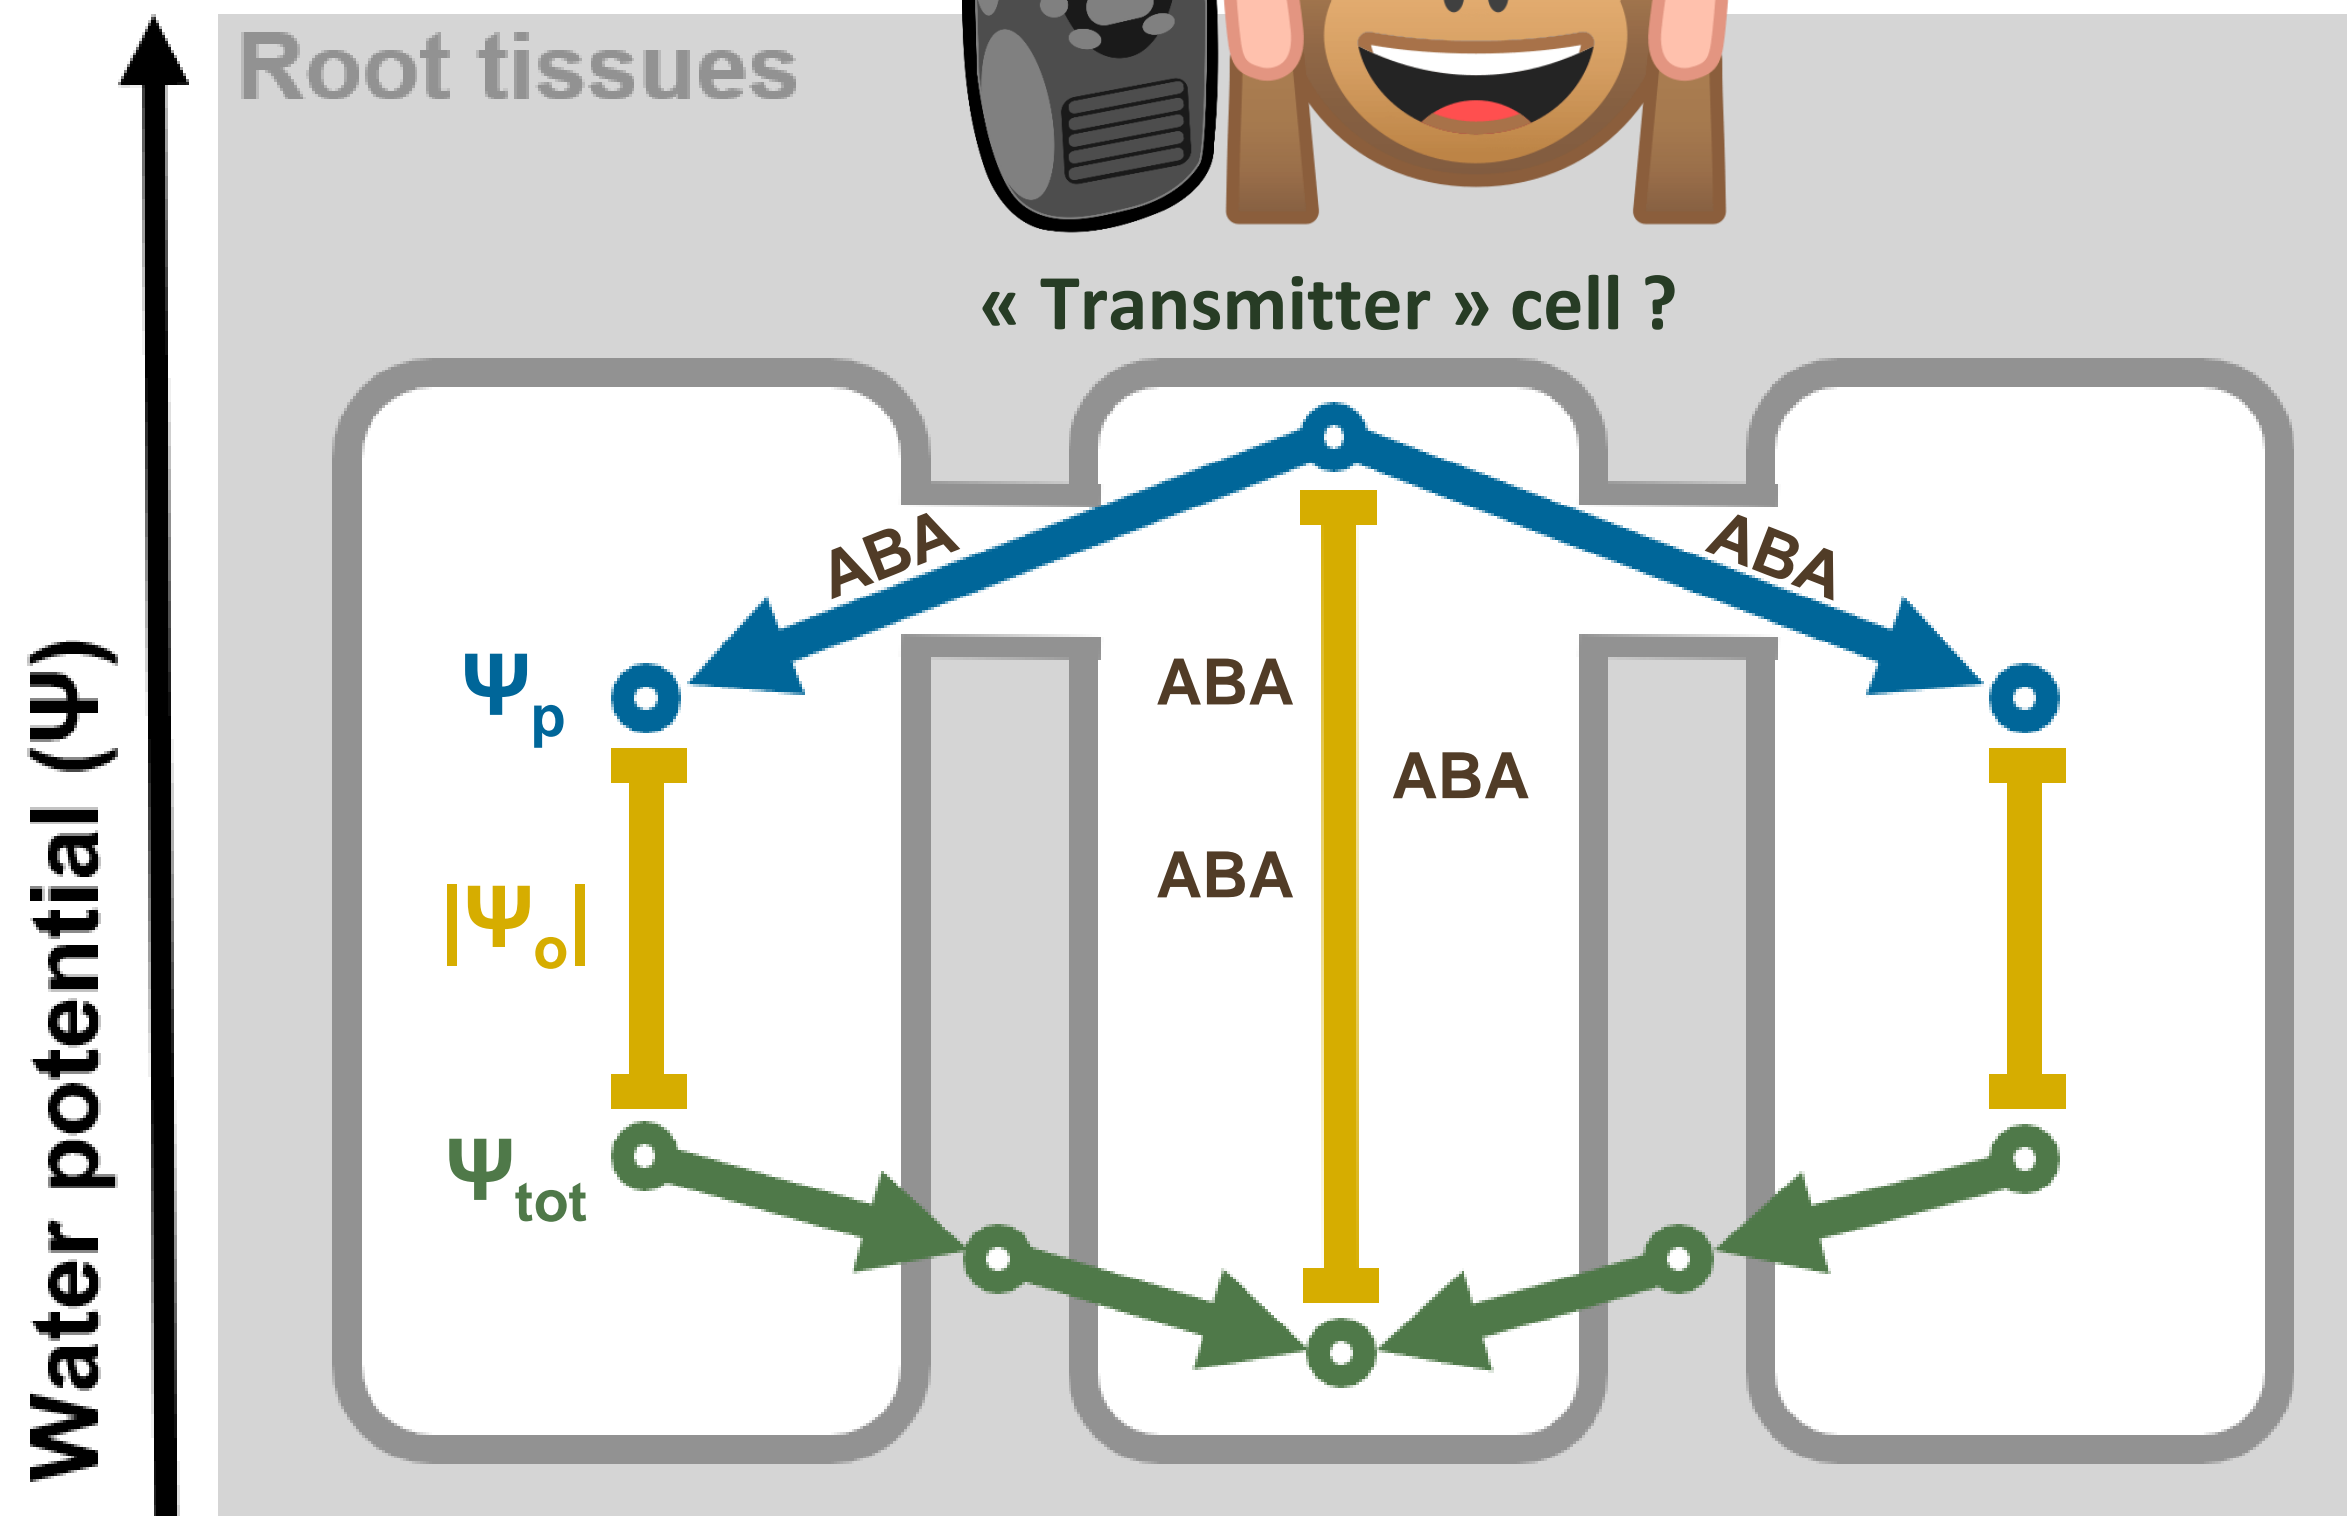 Root tissues
« Transmitter » cell ?
ABA
ABA
Ψp
ABA
ABA
|Ψo|
ABA
Ψtot
Water potential (Ψ)